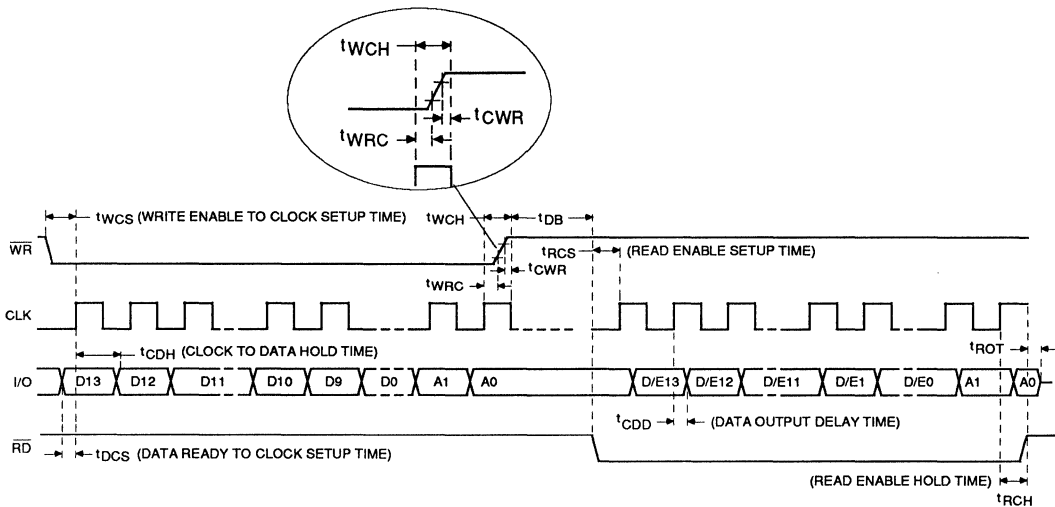 tWCH
tCWR
tWRC
tWCS (WRITE ENABLE TO CLOCK SETUP TIME)
tWCH
tDB
WR
tRCS (READ ENABLE SETUP TIME)
tCWR
tWRC
CLK
tCDH (CLOCK TO DATA HOLD TIME)
tROT
I/O D13 D12 D11 D10 D9 D0 A1 A0 D/E13 D/E12 D/E11 D/E1 D/E0 A1 A0
tCDD (DATA OUTPUT DELAY TIME)
RD
tDCS (DATA READY TO CLOCK SETUP TIME)
(READ ENABLE HOLD TIME)
tRCH